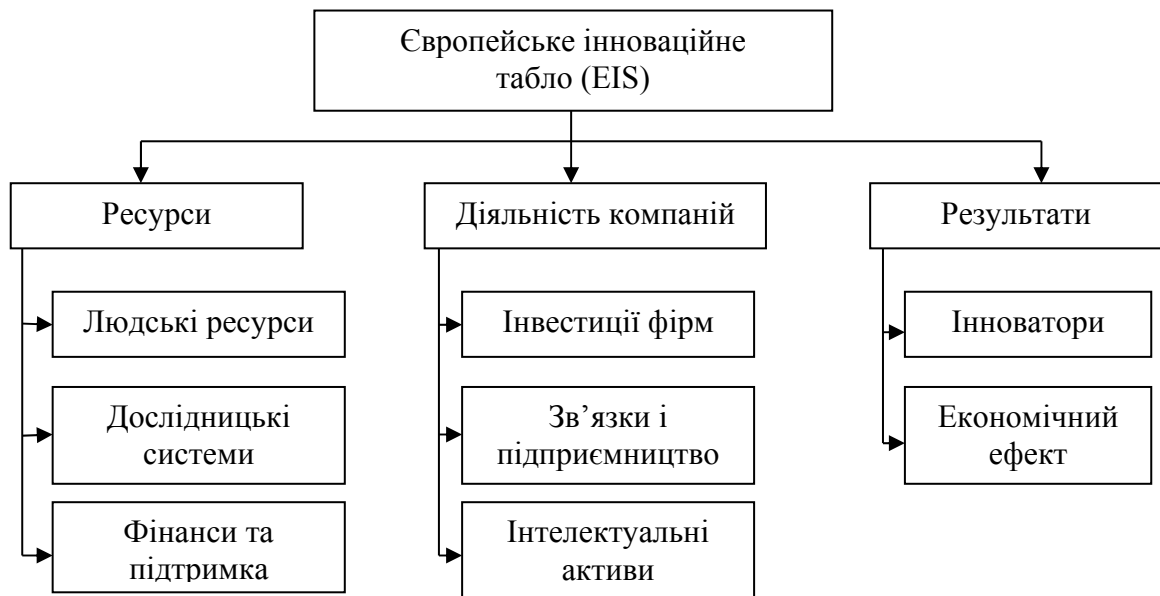 Європейське інноваційне
табло (EIS)
Ресурси
Діяльність компаній
Результати
Людські ресурси
Інвестиції фірм
Інноватори
Дослідницькі
системи
Зв’язки і
підприємництво
Економічний
ефект
Фінанси та
підтримка
Інтелектуальні
активи